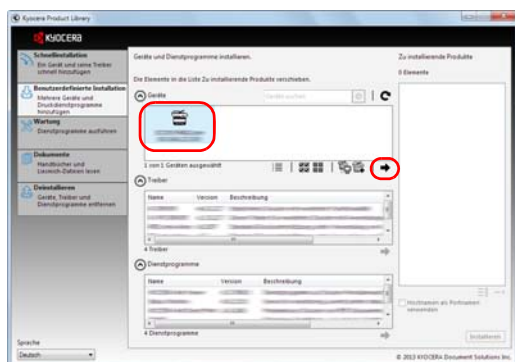 Kyocera Product Library
KYOCERA
Schnellinstallation
Ein Gerät und seine Treiber
schnell hinzufügen
Benutzerdefinierte Installation
Mehrere Geräte und
Druckdienstprogramme
hinzufügen
Wartung
Dienstprogramme ausführen
Dokumente
Handbücher und
Liesmich-Dateien lesen
Deinstallieren
Geräte, Treiber und
Dienstprogramme entfernen
Sprache
Deutsch
Geräte und Dienstprogramme installieren.
Die Elemente in die Liste Zu installierende Produkte verschieben.
Geräte
Geräte suchen
1 von 1 Geräten ausgewählt
Treiber
Name Version Beschreibung
4 Treiber
Dienstprogramme
Name Version Beschreibung
4 Dienstprogramme
Zu installierende Produkte
0 Elemente
Hostnamen als Portnamen
verwenden
Installieren
© 2013 KYOCERA Document Solutions Inc.